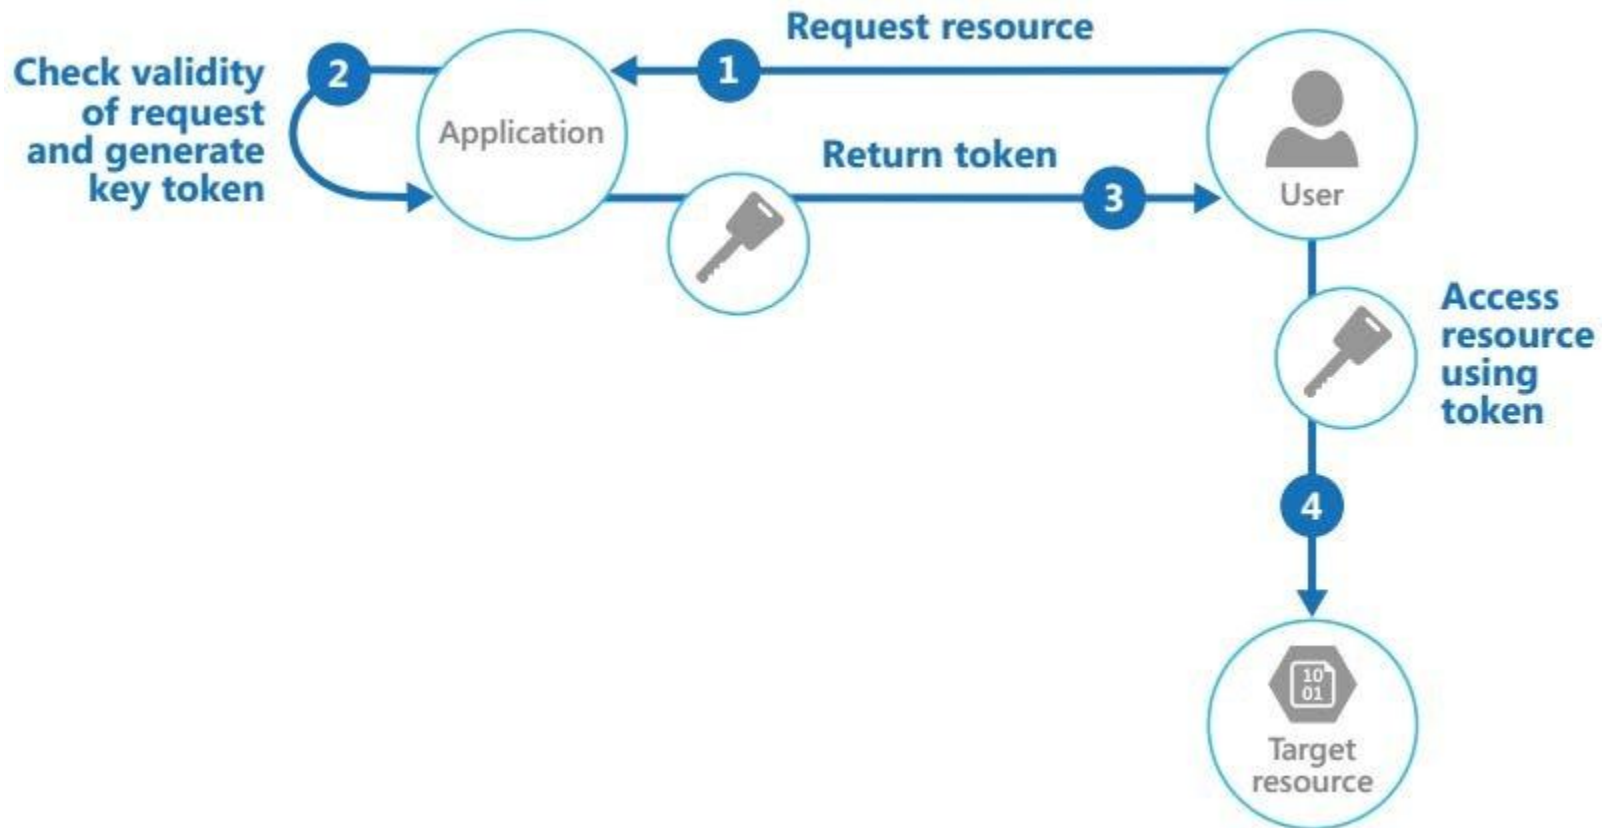 Request resource
1
2
Check validity
of request
and generate
key token
Application
Return token
3
User
Access
resource
using
token
4
10
01
Target
resource